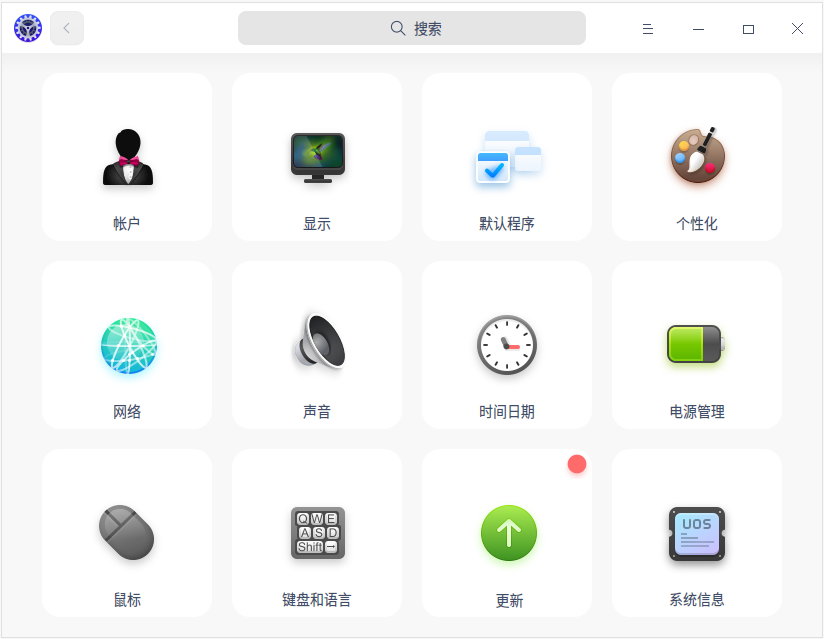 搜索
帐户
显示
默认程序
个性化
网络
声音
时间日期
电源管理
鼠标
Q W E
A S D
Shift →
键盘和语言
更新
UOS
系统信息